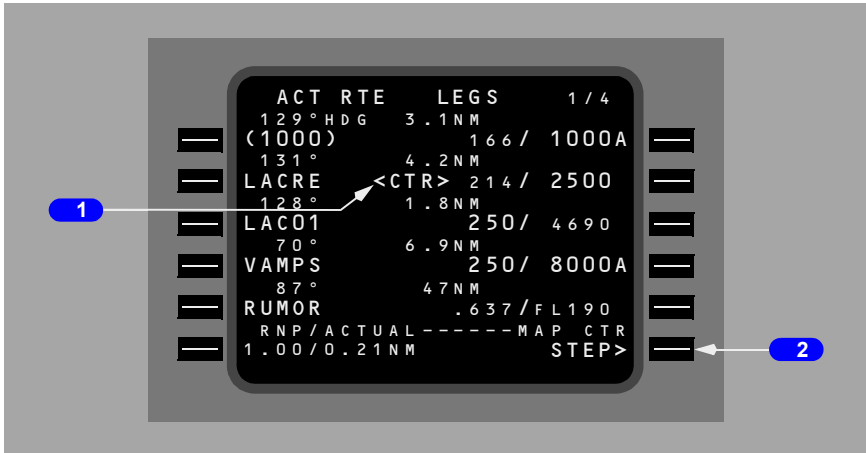 ACT RTE LEGS 1/4
129°HDG 3.1NM
(1000) 166/ 1000A
131° 4.2NM
LACRE <CTR> 214/ 2500
128° 1.8NM
1
LACO1 250/ 4690
70° 6.9NM
VAMPS 250/ 8000A
87° 47NM
RUMOR .637/FL190
RNP/ACTUAL------MAP CTR
1.00/0.21NM STEP>
2